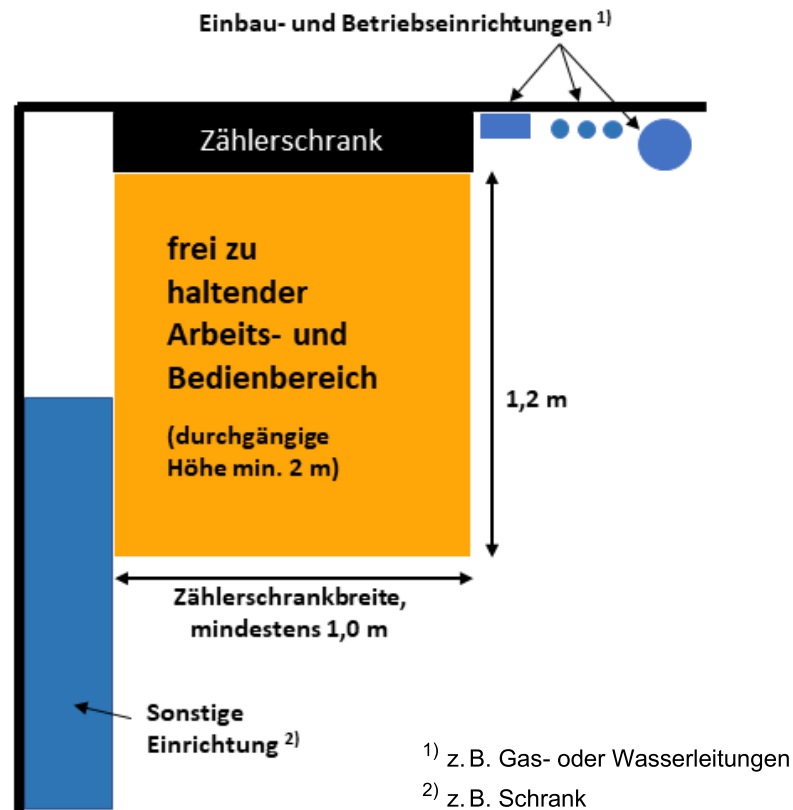 Einbau- und Betriebseinrichtungen 1)
Zählerschrank
frei zu
haltender
Arbeits- und
Bedienbereich
(durchgängige
Höhe min. 2 m)
1,2 m
Zählerschrankbreite,
mindestens 1,0 m
Sonstige
Einrichtung 2)
1) z. B. Gas- oder Wasserleitungen
2) z. B. Schrank